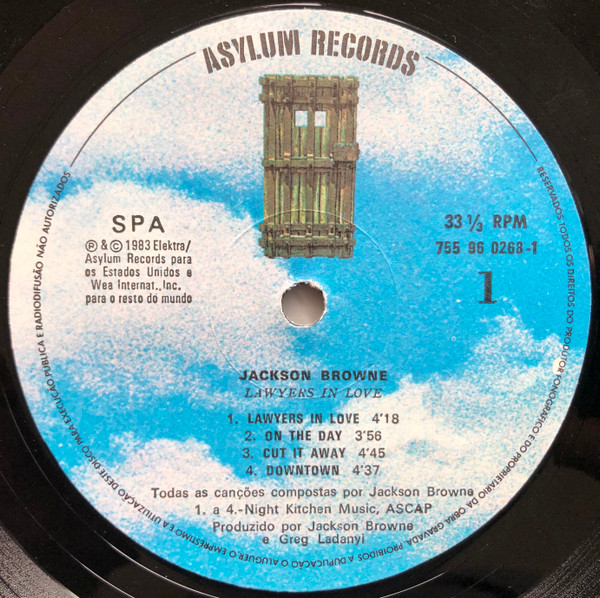 ASYLUM RECORDS
SPA
℗ & © 1983 Elektra/
Asylum Records para
os Estados Unidos e
Wea Internat., Inc.
para o resto do mundo
33 ⅓ RPM
755 96 0268-1
1
JACKSON BROWNE
LAWYERS IN LOVE
1. LAWYERS IN LOVE 4'18
2. ON THE DAY 3'56
3. CUT IT AWAY 4'45
4. DOWNTOWN 4'37
Todas as canções compostas por Jackson Browne
1. a 4.-Night Kitchen Music, ASCAP
Produzido por Jackson Browne
e Greg Ladanyi
RESERVADOS TODOS OS DIREITOS DO PRODUTOR FONOGRÁFICO E DO PROPRIETÁRIO DA OBRA GRAVADA. PROIBIDOS A DUPLICAÇÃO O ALUGUER O EMPRÉSTIMO E A UTILIZAÇÃO DESTE DISCO PARA EXECUÇÃO PÚBLICA E RADIODIFUSÃO NÃO AUTORIZADOS